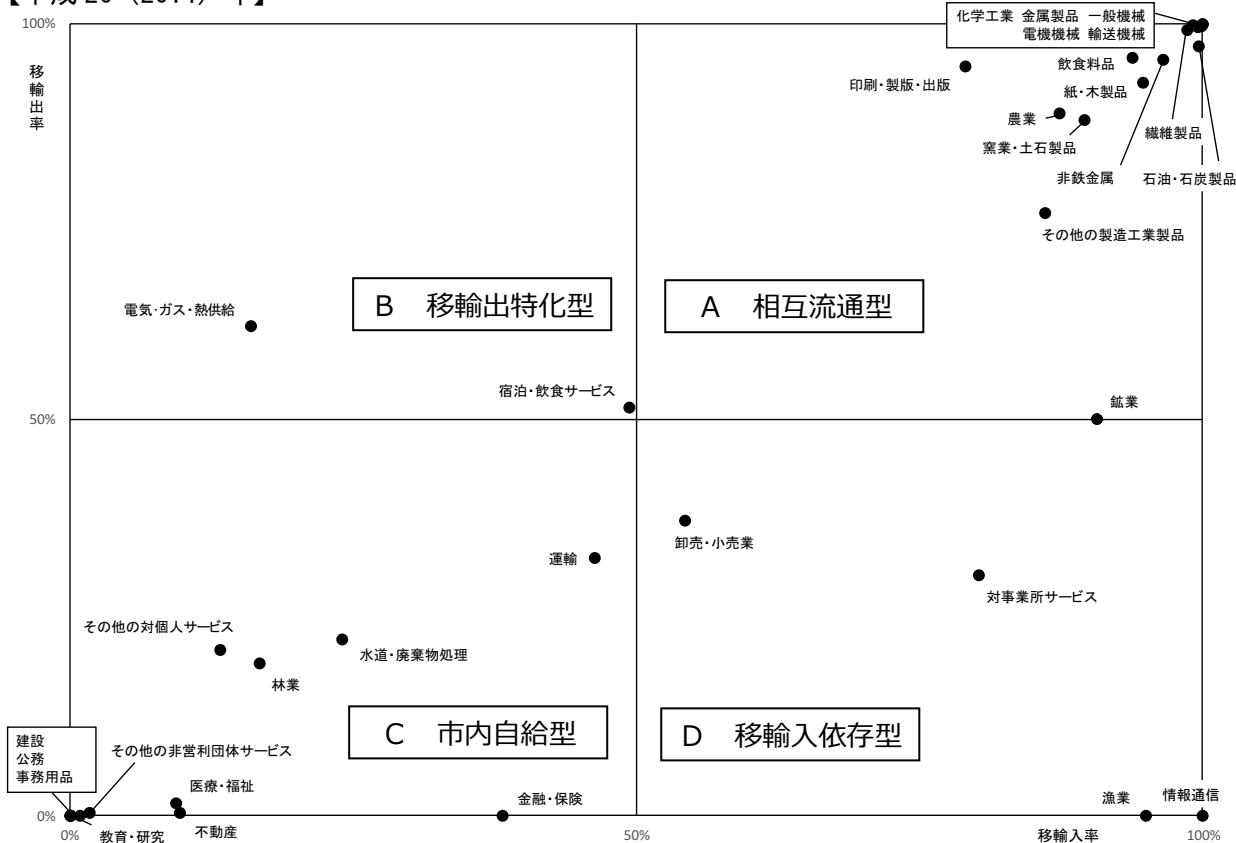 【平成 26 (2014) 年】
100%
化学工業 金属製品 一般機械
電機機械 輸送機械
移輸出率
飲食料品
印刷・製版・出版
紙・木製品
農業
窯業・土石製品
繊維製品
非鉄金属
石油・石炭製品
その他の製造工業製品
B 移輸出特化型
A 相互流通型
電気・ガス・熱供給
宿泊・飲食サービス
鉱業
50%
卸売・小売業
運輸
対事業所サービス
その他の対個人サービス
水道・廃棄物処理
林業
C 市内自給型
D 移輸入依存型
建設
公務
事務用品
その他の非営利団体サービス
医療・福祉
金融・保険
漁業
情報通信
0%
教育・研究
不動産
0%
50%
移輸入率
100%